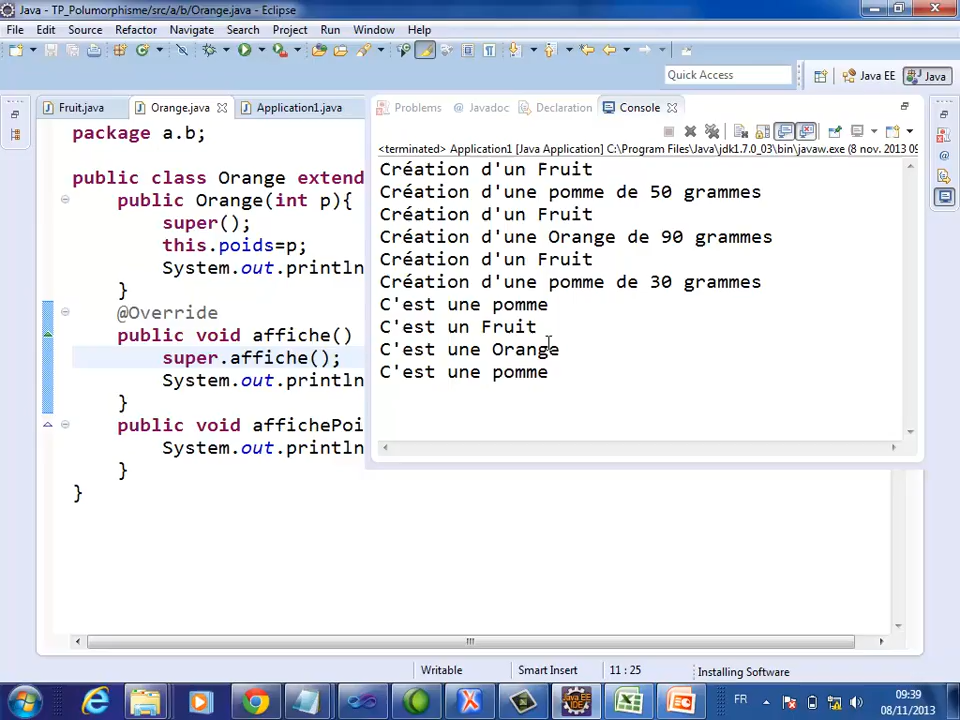 Java - TP_Polumorphisme/src/a/b/Orange.java - Eclipse
File Edit Source Refactor Navigate Search Project Run Window Help
Quick Access Java EE Java
Fruit.java Orange.java Application1.java
package a.b;
public class Orange extend
public Orange(int p){
super();
this.poids=p;
System.out.println
}
@Override
public void affiche()
super.affiche();
System.out.println
}
public void affichePoi
System.out.println
}
}
Problems @ Javadoc Declaration Console
<terminated> Application1 [Java Application] C:\Program Files\Java\jdk1.7.0_03\bin\javaw.exe (8 nov. 2013 09
Création d'un Fruit
Création d'une pomme de 50 grammes
Création d'un Fruit
Création d'une Orange de 90 grammes
Création d'un Fruit
Création d'une pomme de 30 grammes
C'est une pomme
C'est un Fruit
C'est une Orange
C'est une pomme
Writable Smart Insert 11 : 25 Installing Software
FR 09:39
08/11/2013